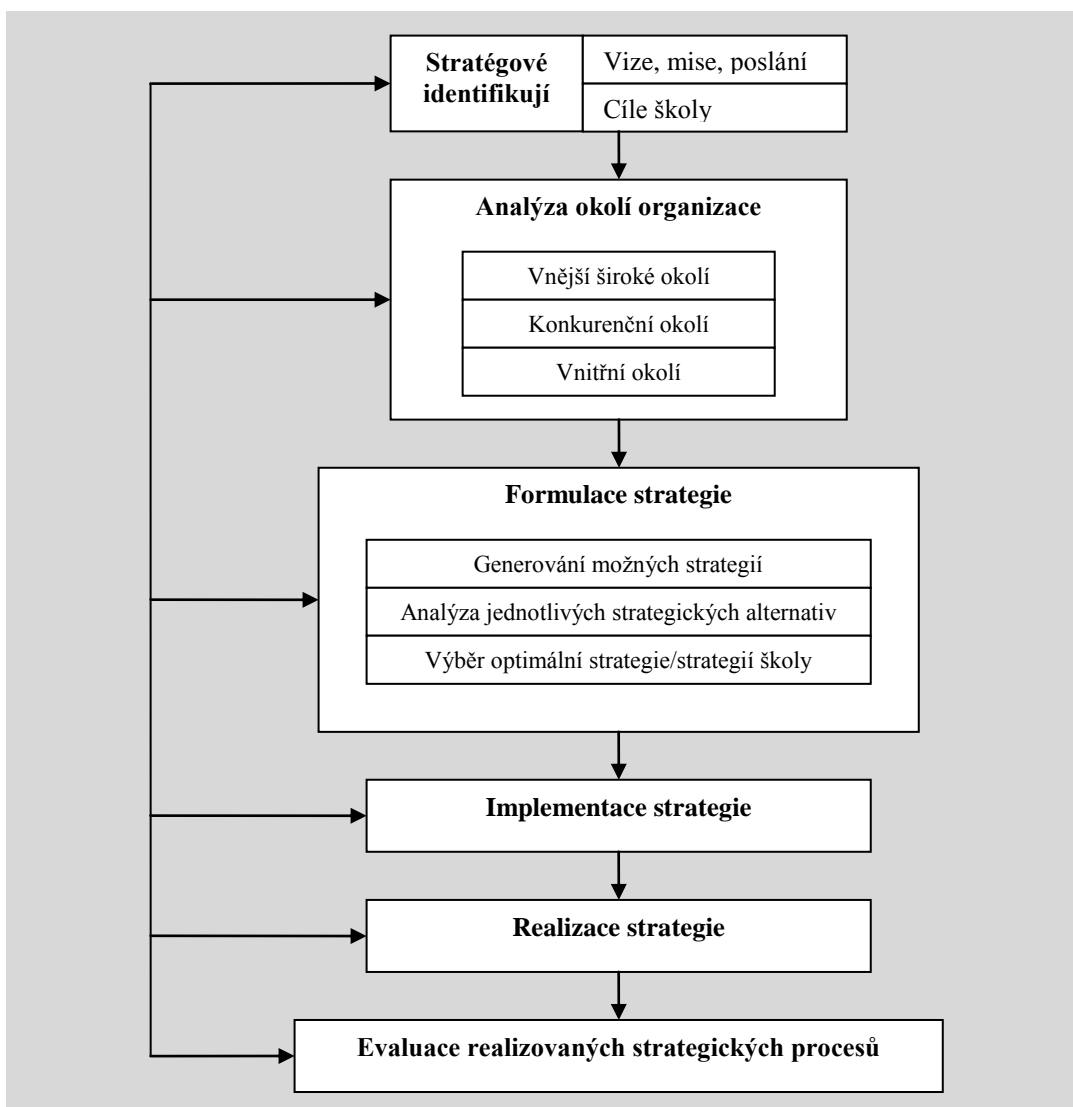 Stratégové
identifikují
Vize, mise, poslání
Cíle školy
Analýza okolí organizace
Vnější široké okolí
Konkurenční okolí
Vnitřní okolí
Formulace strategie
Generování možných strategií
Analýza jednotlivých strategických alternativ
Výběr optimální strategie/strategií školy
Implementace strategie
Realizace strategie
Evaluace realizovaných strategických procesů